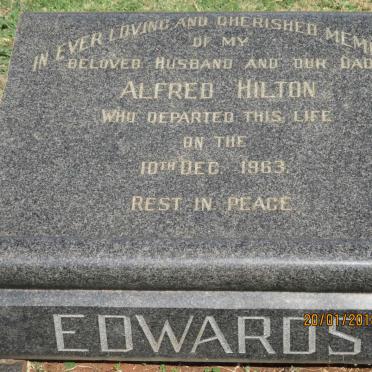 IN EVER LOVING AND CHERISHED MEM
OF MY
BELOVED HUSBAND AND OUR DAD
ALFRED HILTON
WHO DEPARTED THIS LIFE
ON THE
10TH DEC. 1963.
REST IN PEACE
EDWARDS
20/01/201